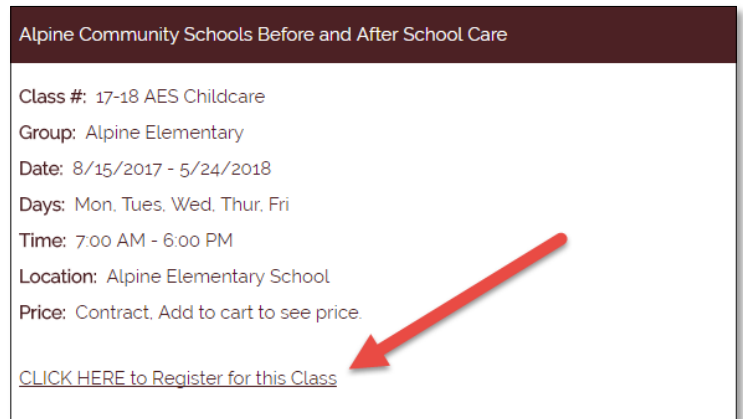 Alpine Community Schools Before and After School Care
Class #: 17-18 AES Childcare
Group: Alpine Elementary
Date: 8/15/2017 - 5/24/2018
Days: Mon, Tues, Wed, Thur, Fri
Time: 7:00 AM - 6:00 PM
Location: Alpine Elementary School
Price: Contract, Add to cart to see price.
CLICK HERE to Register for this Class